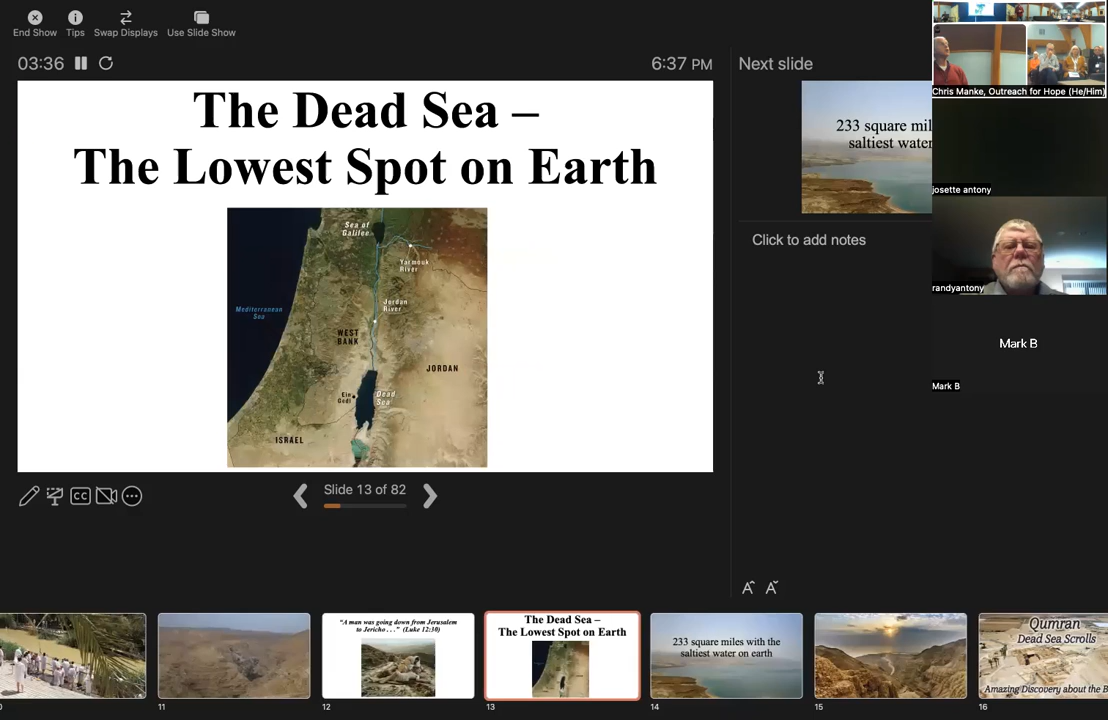 End Show
Tips
Swap Displays
Use Slide Show
03:36
6:37 PM
The Dead Sea –
The Lowest Spot on Earth
Sea of
Galilee
Yarmouk
River
Mediterranean
Sea
Jordan
River
WEST
BANK
JORDAN
Ein
Gedi
Dead
Sea
ISRAEL
CC
Slide 13 of 82
Next slide
233 square mil
saltiest water
Click to add notes
Chris Manke, Outreach for Hope (He/Him)
josette antony
randyantony
Mark B
Mark B
A A
"A man was going down from Jerusalem
to Jericho . . ." (Luke 12:30)
The Dead Sea –
The Lowest Spot on Earth
233 square miles with the
saltiest water on earth
Qumran
Dead Sea Scrolls
Amazing Discovery about the B
0
11
12
13
14
15
16